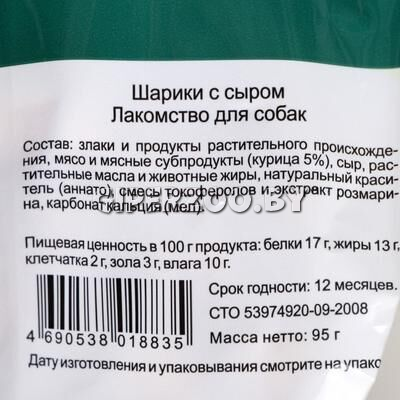 Шарики с сыром
Лакомство для собак
Состав: злаки и продукты растительного происхожде-
ния, мясо и мясные субпродукты (курица 5%), сыр, рас-
тительные масла и животные жиры, натуральный краси-
тель (аннато), смесь токоферолов и экстракт розмари-
на, карбонат кальция (мел).
Пищевая ценность в 100 г продукта: белки 17 г, жиры 13 г,
клетчатка 2 г, зола 3 г, влага 10 г.
Срок годности: 12 месяцев.
СТО 53974920-09-2008
Масса нетто: 95 г
4 690538 018835
Дату изготовления и упаковывания смотрите на упако